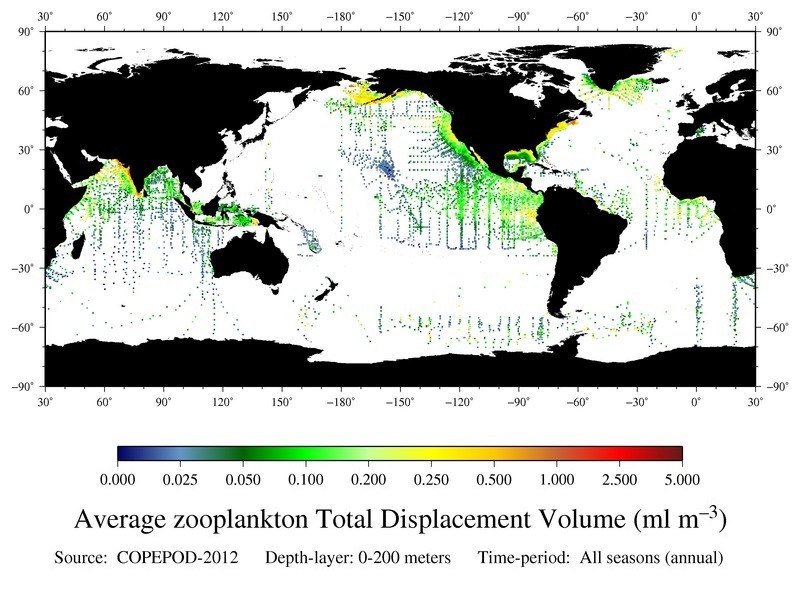 30° 60° 90° 120° 150° −180° −150° −120° −90° −60° −30° 0° 30°
90° 90°
60° 60°
30° 30°
0° 0°
−30° −30°
−60° −60°
−90° −90°
30° 60° 90° 120° 150° −180° −150° −120° −90° −60° −30° 0° 30°
0.000 0.025 0.050 0.100 0.200 0.250 0.500 1.000 2.500 5.000
Average zooplankton Total Displacement Volume (ml m⁻³)
Source: COPEPOD-2012 Depth-layer: 0-200 meters Time-period: All seasons (annual)